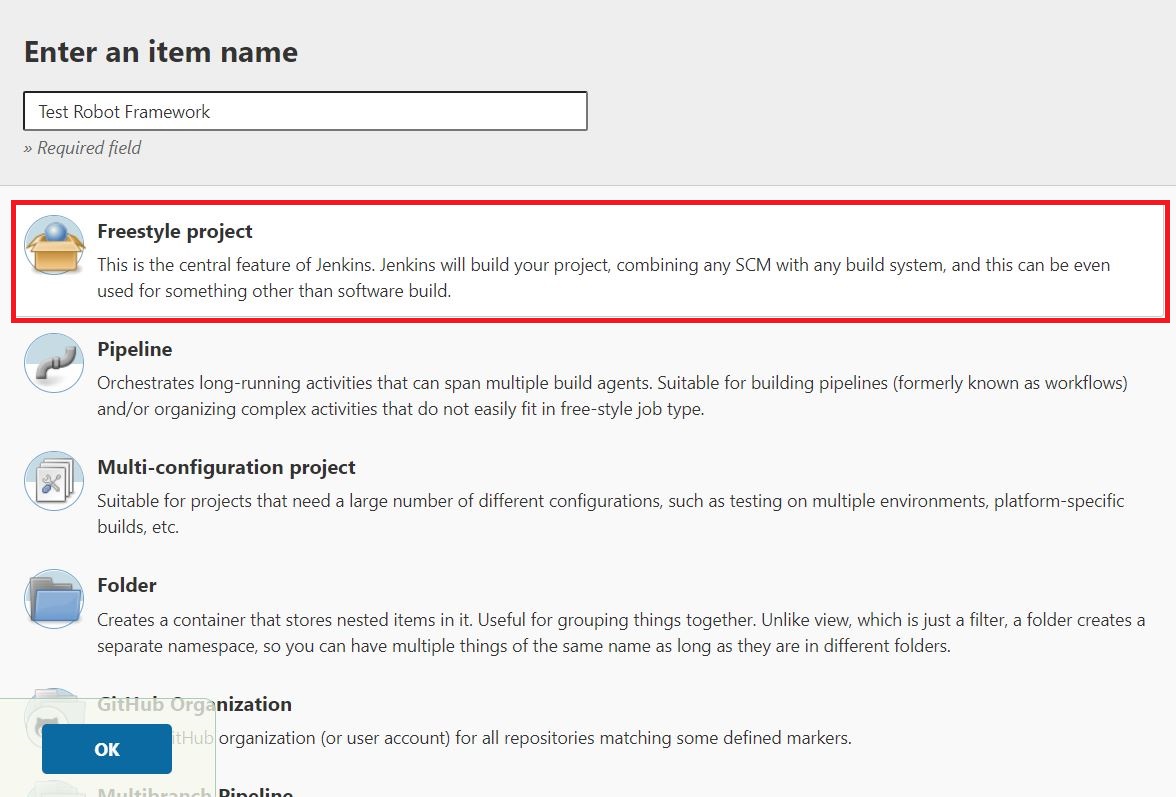 Enter an item name
Test Robot Framework
» Required field
Freestyle project
This is the central feature of Jenkins. Jenkins will build your project, combining any SCM with any build system, and this can be even
used for something other than software build.
Pipeline
Orchestrates long-running activities that can span multiple build agents. Suitable for building pipelines (formerly known as workflows)
and/or organizing complex activities that do not easily fit in free-style job type.
Multi-configuration project
Suitable for projects that need a large number of different configurations, such as testing on multiple environments, platform-specific
builds, etc.
Folder
Creates a container that stores nested items in it. Useful for grouping things together. Unlike view, which is just a filter, a folder creates a
separate namespace, so you can have multiple things of the same name as long as they are in different folders.
GitHub Organization
GitHub organization (or user account) for all repositories matching some defined markers.
OK
Multibranch Pipeline